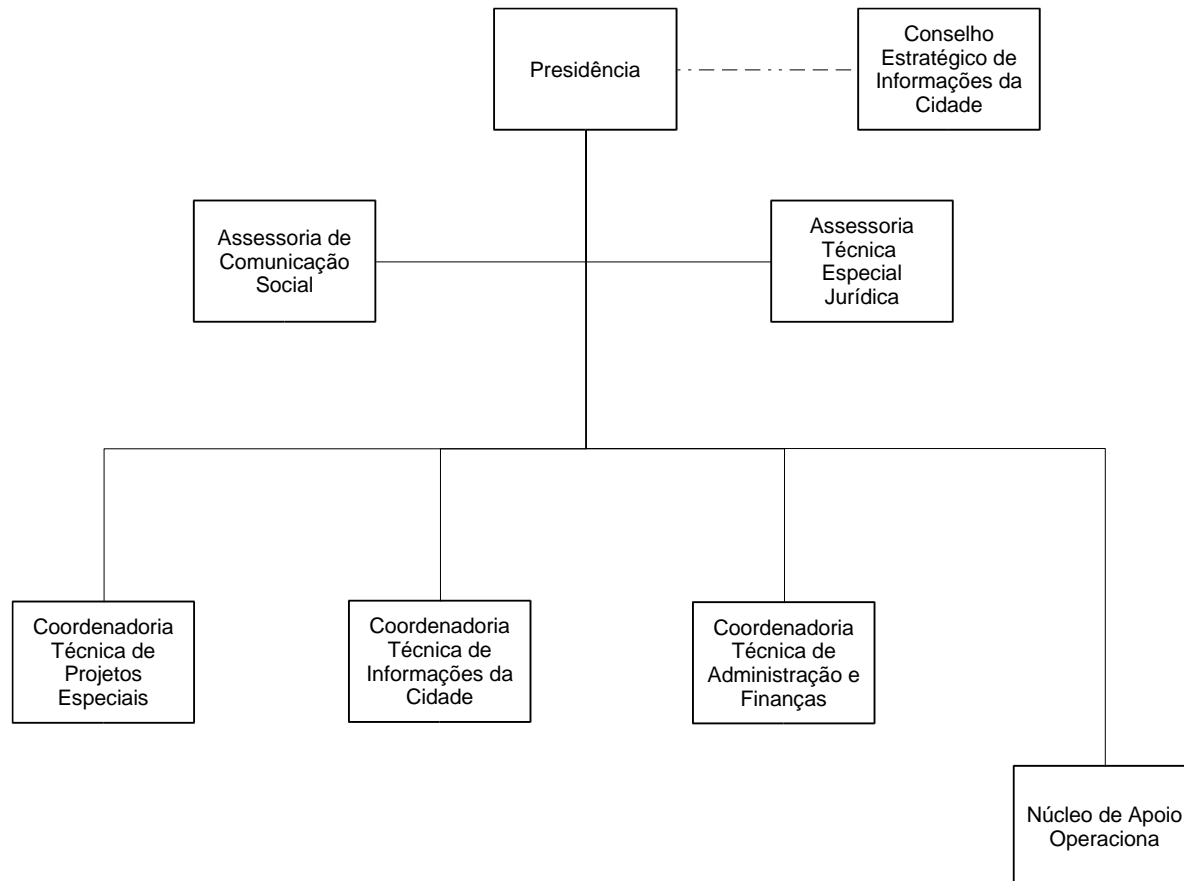 Presidência
Conselho
Estratégico de
Informações da
Cidade
Assessoria de
Comunicação
Social
Assessoria
Técnica
Especial
Jurídica
Coordenadoria
Técnica de
Projetos
Especiais
Coordenadoria
Técnica de
Informações da
Cidade
Coordenadoria
Técnica de
Administração e
Finanças
Núcleo de Apoio
Operaciona